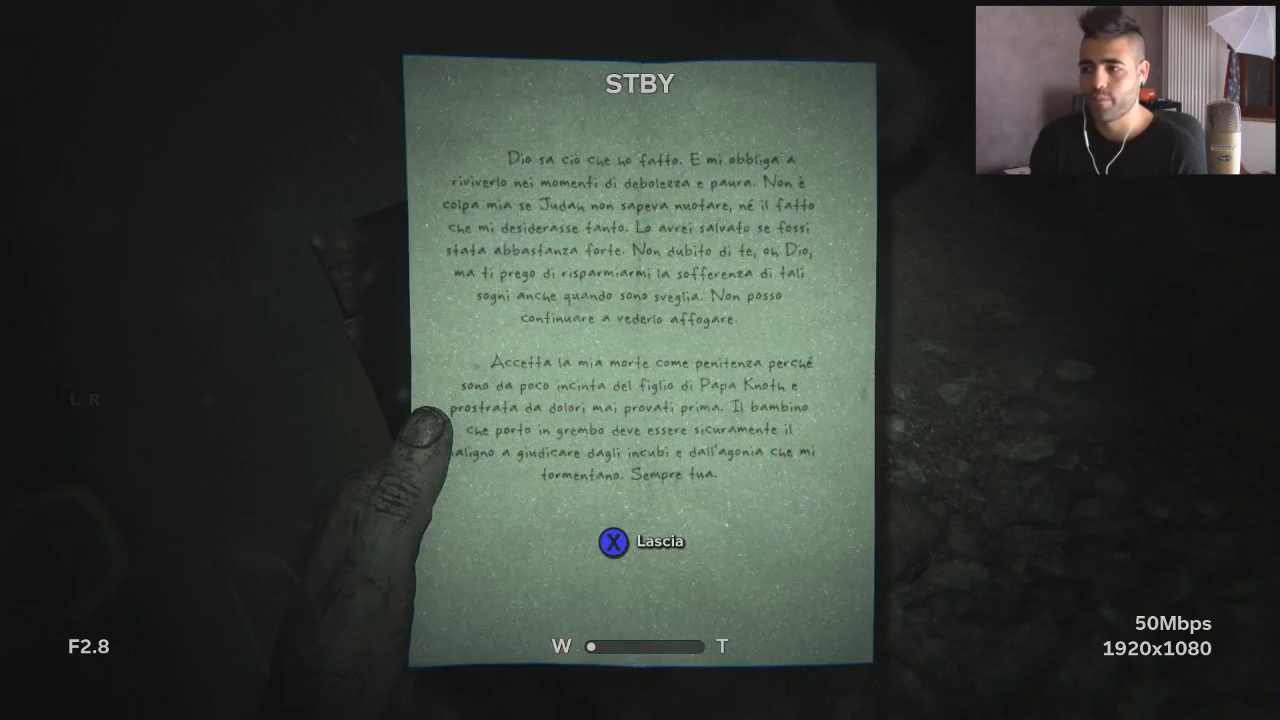 STBY
Dio sa ciò che ho fatto. E mi obbliga a
riviverlo nei momenti di debolezza e paura. Non è
colpa mia se Judah non sapeva nuotare, né il fatto
che mi desiderasse tanto. Lo avrei salvato se fossi
stata abbastanza forte. Non dubito di te, oh Dio,
ma ti prego di risparmiarmi la sofferenza di tali
sogni anche quando sono sveglia. Non posso
continuare a vederlo affogare.
Accetta la mia morte come penitenza perché
sono da poco incinta del figlio di Papa Knoth e
prostrata da dolori mai provati prima. Il bambino
che porto in grembo deve essere sicuramente il
aligno a giudicare dagli incubi e dall'agonia che mi
tormentano. Sempre tua.
X Lascia
L R
F2.8
W T
50Mbps
1920x1080